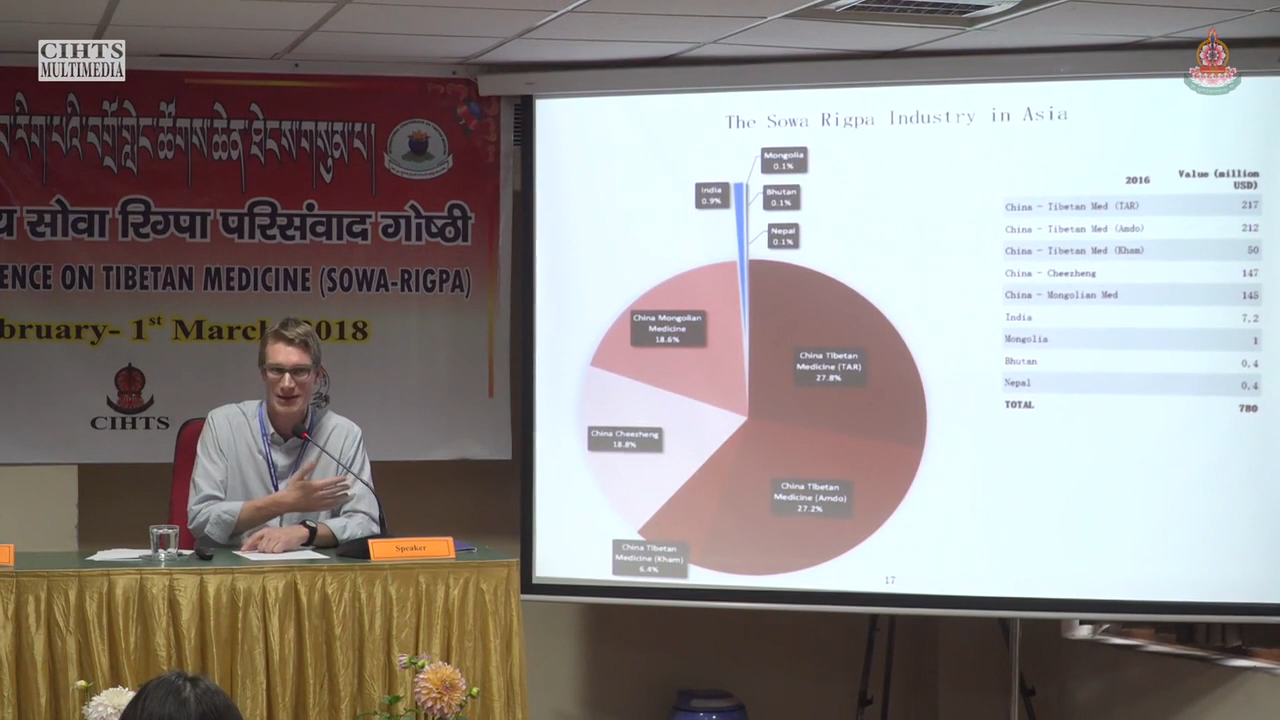 CIHTS
MULTIMEDIA
सोवा रिग्पा परिसंवाद गोष्ठी
ENCE ON TIBETAN MEDICINE (SOWA-RIGPA)
bruary- 1st March 2018
CIHTS
Speaker
The Sowa Rigpa Industry in Asia
Mongolia
0.1%
India
0.9%
Bhutan
0.1%
Nepal
0.1%
China Mongolian
Medicine
18.6%
China Tibetan
Medicine (TAR)
27.8%
China Cheezheng
18.8%
China Tibetan
Medicine (Amdo)
27.2%
China Tibetan
Medicine (Kham)
6.4%
2016 Value (million
USD)
China - Tibetan Med (TAR) 217
China - Tibetan Med (Amdo) 212
China - Tibetan Med (Kham) 50
China - Cheezheng 147
China - Mongolian Med 145
India 7,2
Mongolia 1
Bhutan 0,4
Nepal 0,4
TOTAL 780
17